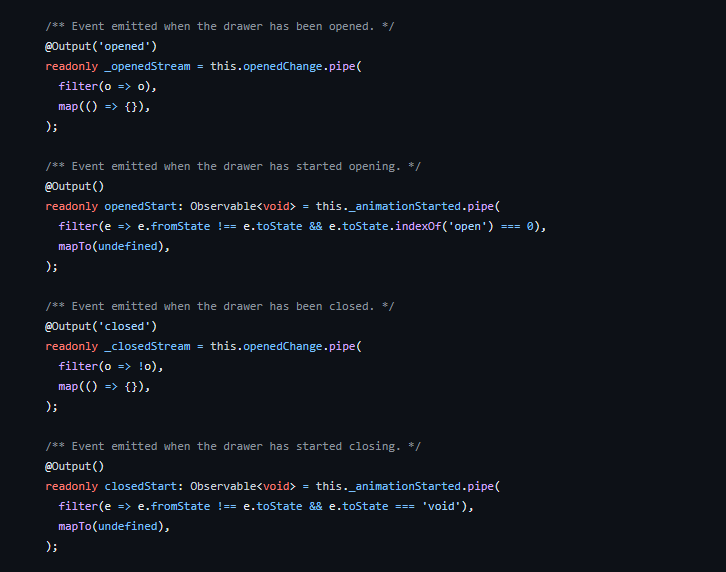 /** Event emitted when the drawer has been opened. */
@Output('opened')
readonly _openedStream = this.openedChange.pipe(
  filter(o => o),
  map(() => {}),
);

/** Event emitted when the drawer has started opening. */
@Output()
readonly openedStart: Observable<void> = this._animationStarted.pipe(
  filter(e => e.fromState !== e.toState && e.toState.indexOf('open') === 0),
  mapTo(undefined),
);

/** Event emitted when the drawer has been closed. */
@Output('closed')
readonly _closedStream = this.openedChange.pipe(
  filter(o => !o),
  map(() => {}),
);

/** Event emitted when the drawer has started closing. */
@Output()
readonly closedStart: Observable<void> = this._animationStarted.pipe(
  filter(e => e.fromState !== e.toState && e.toState === 'void'),
  mapTo(undefined),
);